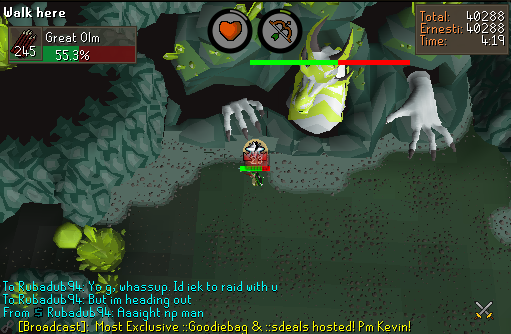 Walk here
Great Olm
245
55.3%
Total: 40288
Ernesti: 40288
Time: 4:19
To Rubadub94: Yo g, whassup. Id iek to raid with u
To Rubadub94: But im heading out
From S Rubadub94: Aaaight np man
[Broadcast]: Most Exclusive ::Goodiebag & ::sdeals hosted! Pm Kevin!